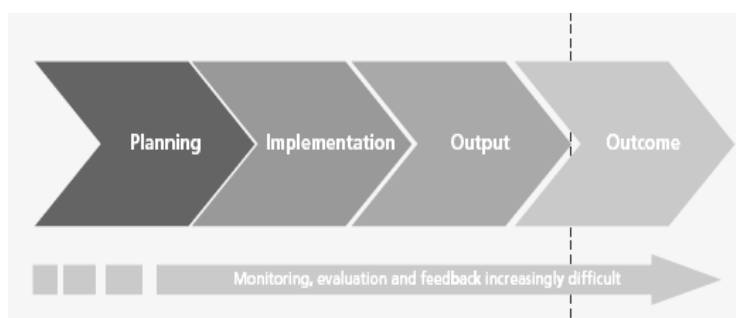 Planning
Implementation
Output
Outcome
Monitoring, evaluation and feedback increasingly difficult